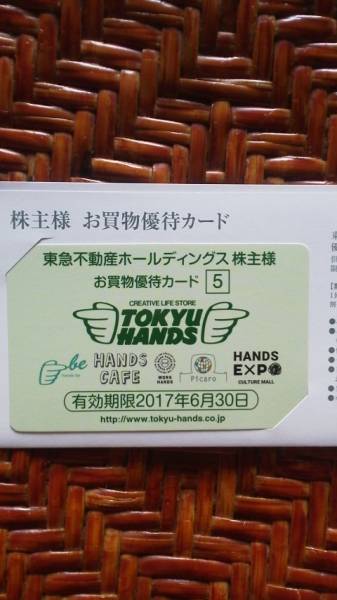 株主様 お買物優待カード
東急不動産ホールディングス 株主様
お買物優待カード 5
CREATIVE LIFE STORE
TOKYU
HANDS
be
HANDS
CAFE
Picaro
HANDS
EXPO
CULTURE MALL
有効期限2017年6月30日
http://www.tokyu-hands.co.jp